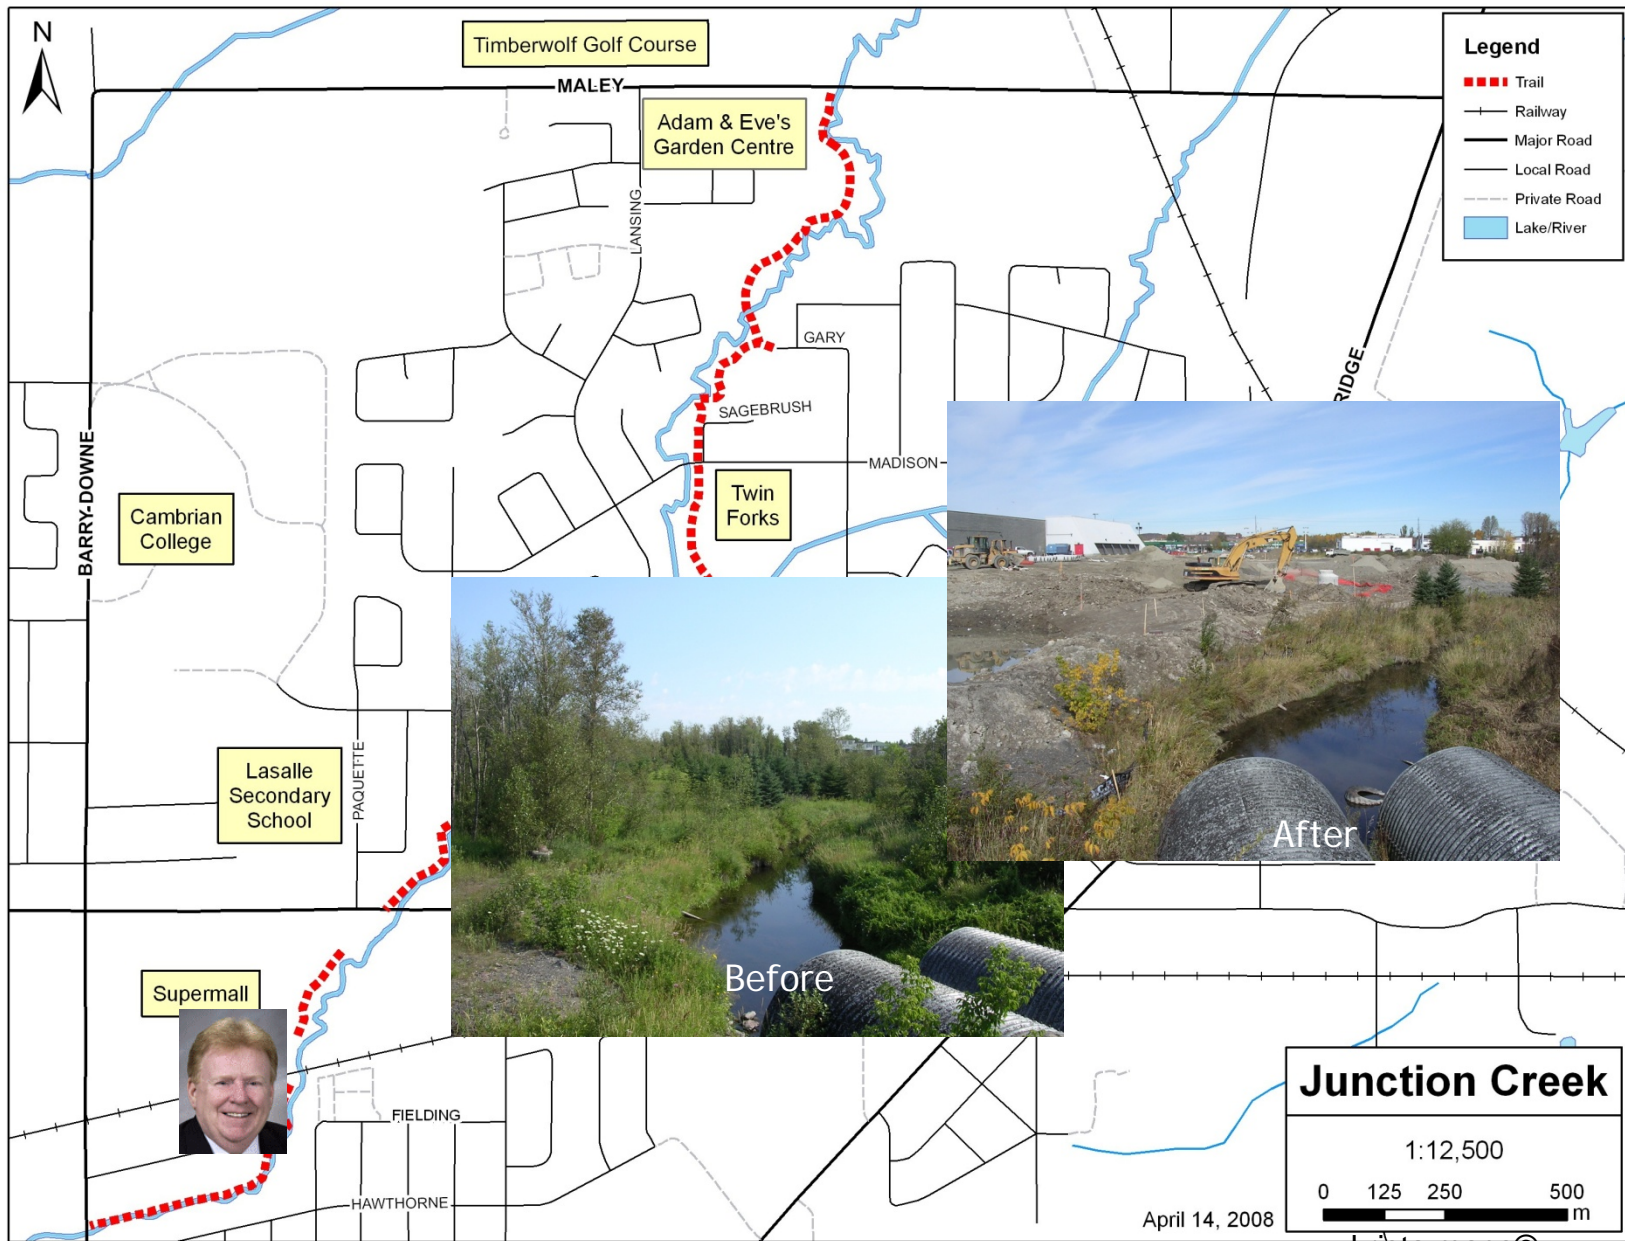 N
Timberwolf Golf Course
MALEY
Adam & Eve's
Garden Centre
LANSING
Legend
Trail
Railway
Major Road
Local Road
Private Road
Lake/River
GARY
SAGEBRUSH
MADISON
RIDGE
BARRY-DOWNE
Cambrian
College
Twin
Forks
PAQUETTE
Lasalle
Secondary
School
After
Before
Supermall
FIELDING
HAWTHORNE
Junction Creek
1:12,500
0 125 250 500
m
April 14, 2008